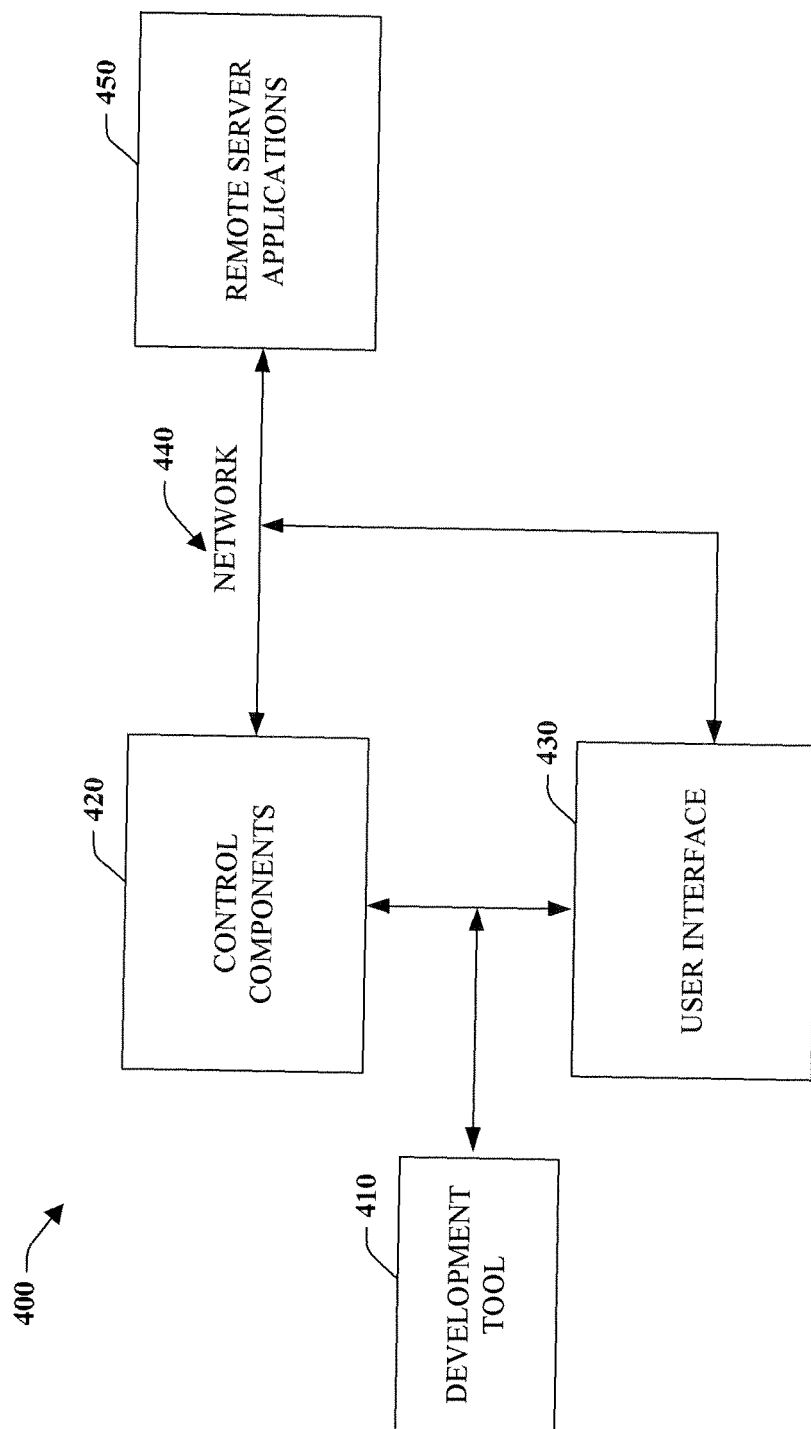 400
410
DEVELOPMENT
TOOL
420
CONTROL
COMPONENTS
430
USER INTERFACE
440
NETWORK
450
REMOTE SERVER
APPLICATIONS